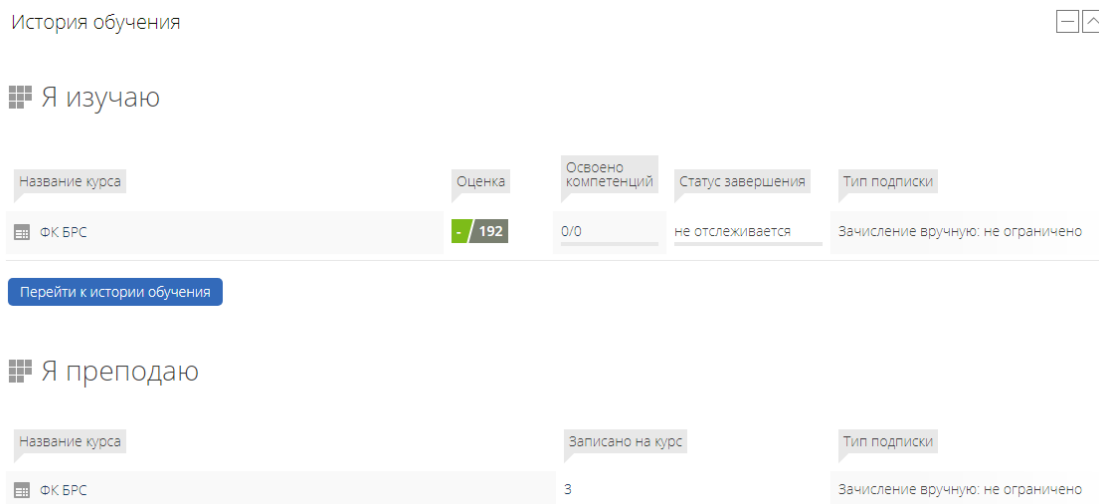 История обучения
Я изучаю
Название курса Оценка Освоено компетенций Статус завершения Тип подписки
ФК БРС - / 192 0/0 не отслеживается Зачисление вручную: не ограничено
Перейти к истории обучения
Я преподаю
Название курса Записано на курс Тип подписки
ФК БРС 3 Зачисление вручную: не ограничено